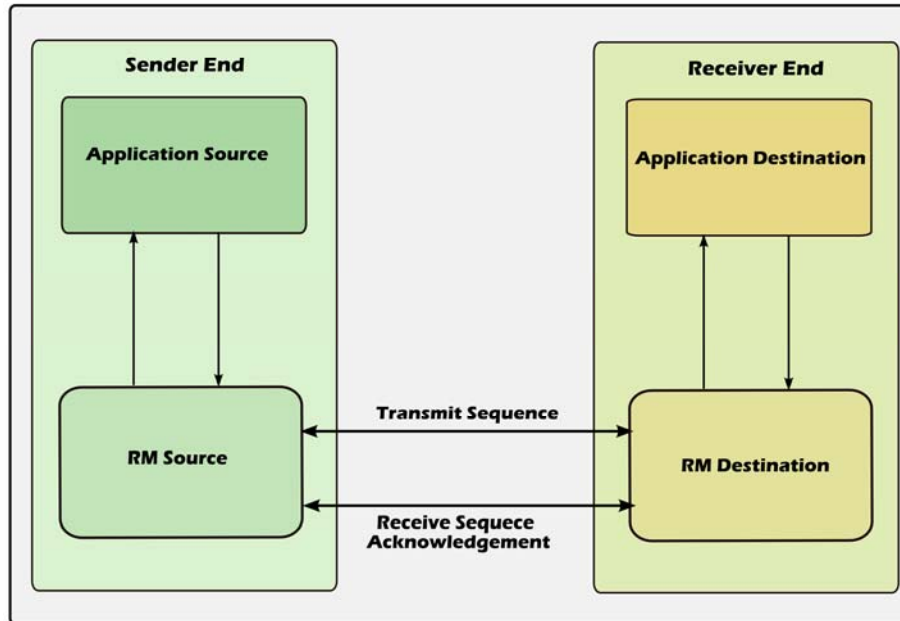 Sender End
Application Source
RM Source
Transmit Sequence
Receive Sequece
Acknowledgement
Receiver End
Application Destination
RM Destination